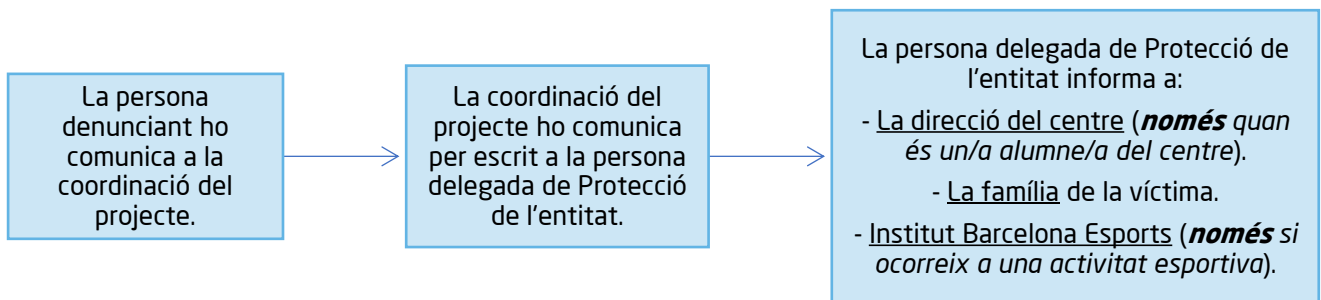 La persona
denunciant ho
comunica a la
coordinació del
projecte.
La coordinació del
projecte ho comunica
per escrit a la persona
delegada de Protecció
de l'entitat.
La persona delegada de Protecció de
l'entitat informa a:
- La direcció del centre (només quan
és un/a alumne/a del centre).
- La família de la víctima.
- Institut Barcelona Esports (només si
ocorreix a una activitat esportiva).